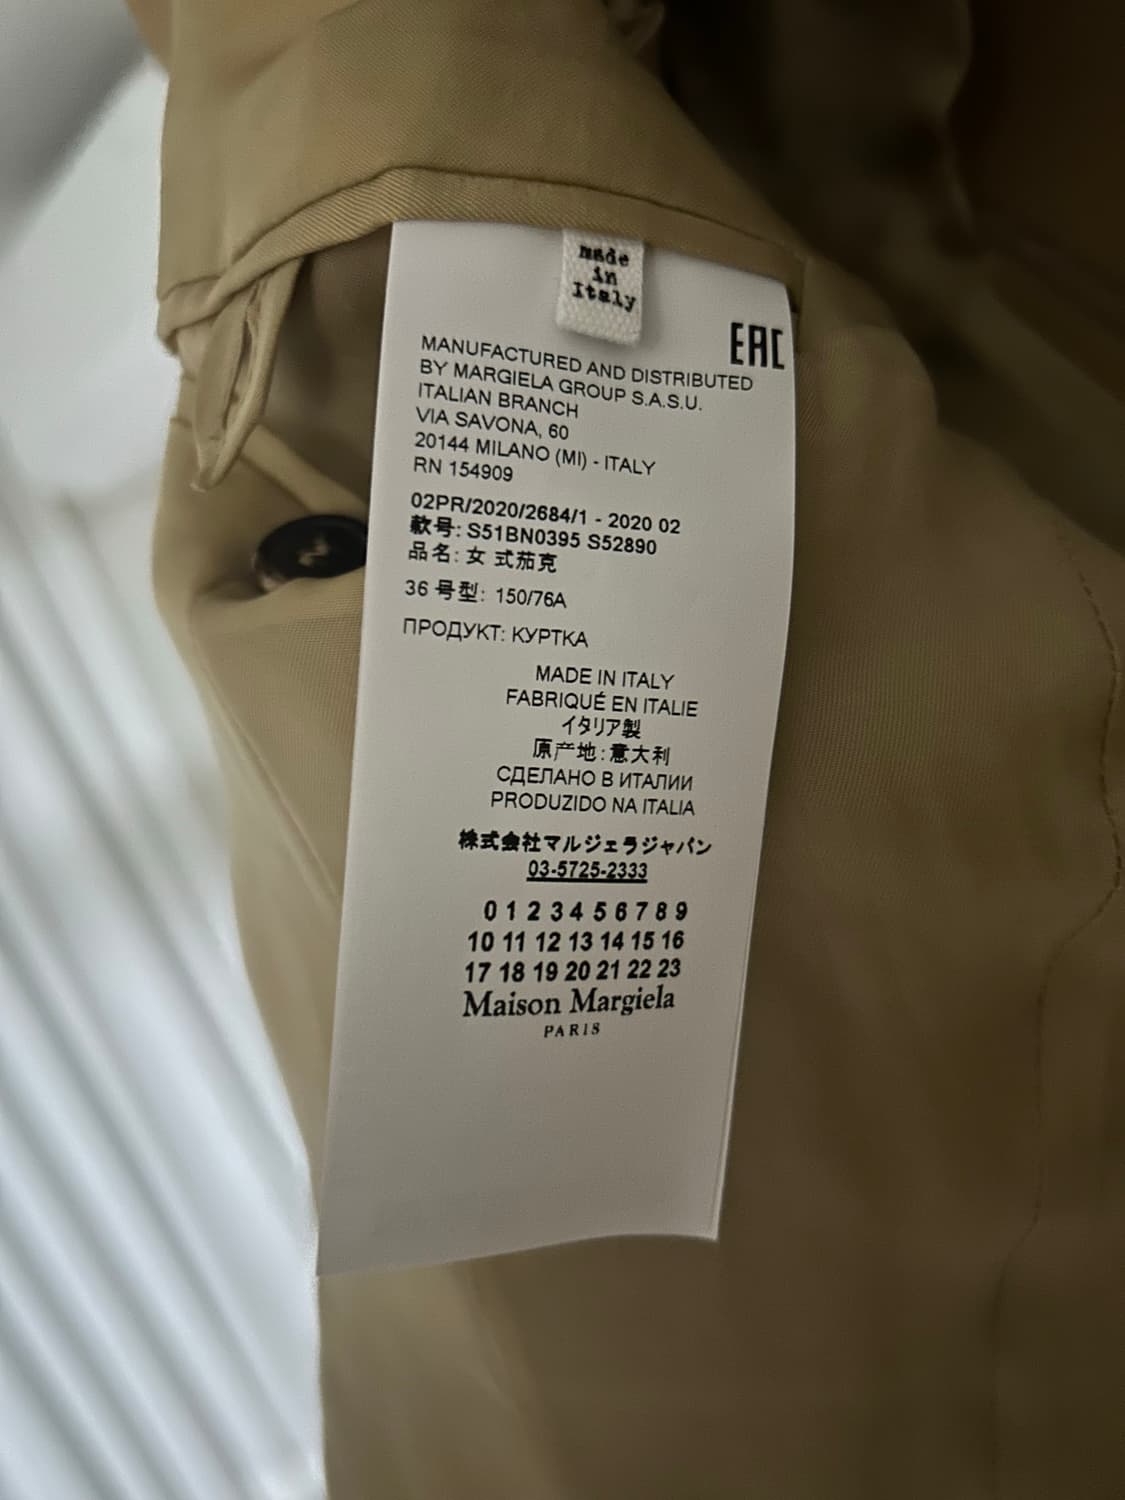 made
in
Italy
EAC
MANUFACTURED AND DISTRIBUTED
BY MARGIELA GROUP S.A.S.U.
ITALIAN BRANCH
VIA SAVONA, 60
20144 MILANO (MI) - ITALY
RN 154909
02PR/2020/2684/1 - 2020 02
款号: S51BN0395 S52890
品名: 女 式茄克
36 号型: 150/76A
ПРОДУКТ: КУРТКА
MADE IN ITALY
FABRIQUÉ EN ITALIE
イタリア製
原产地:意大利
СДЕЛАНО В ИТАЛИИ
PRODUZIDO NA ITALIA
株式会社マルジェラジャパン
03-5725-2333
0 1 2 3 4 5 6 7 8 9
10 11 12 13 14 15 16
17 18 19 20 21 22 23
Maison Margiela
PARIS